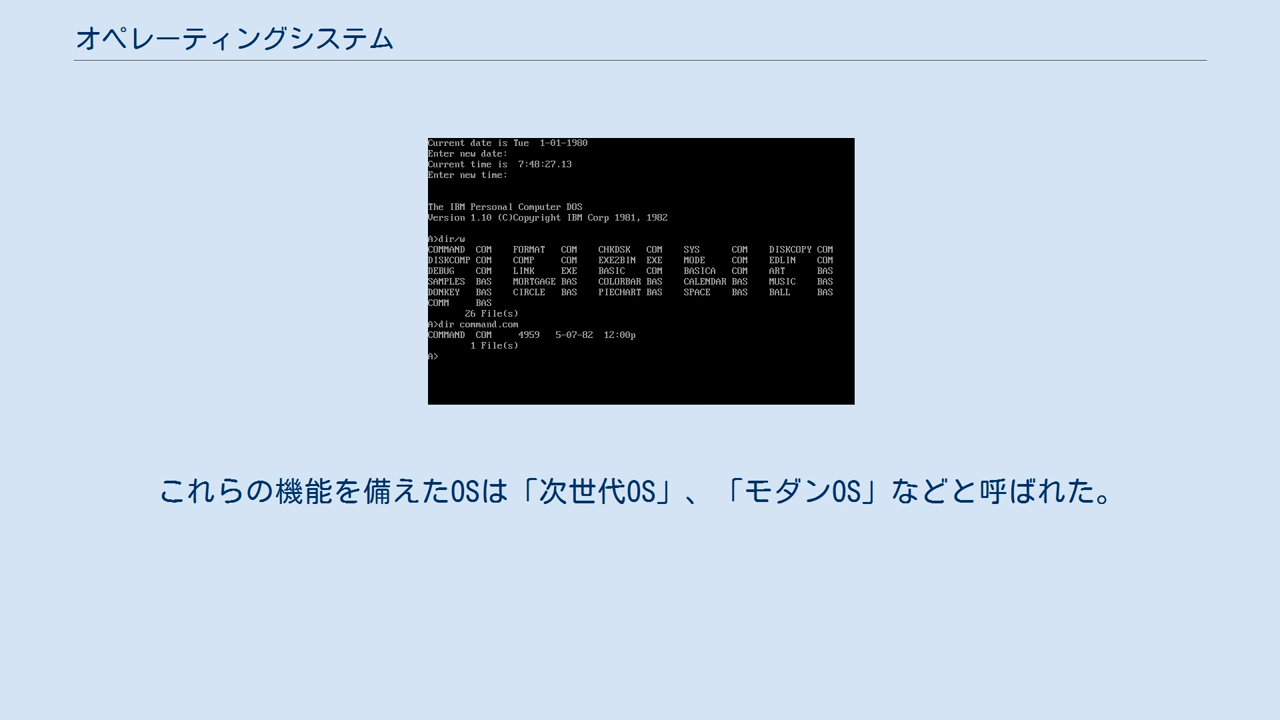 オペレーティングシステム
Current date is Tue  1-01-1980
Enter new date:
Current time is  7:48:27.13
Enter new time:
The IBM Personal Computer DOS
Version 1.10 (C)Copyright IBM Corp 1981, 1982
A>dir/w
COMMAND  COM    FORMAT   COM    CHKDSK   COM    SYS      COM    DISKCOPY COM
DISKCOMP COM    COMP     COM    EXE2BIN  EXE    MODE     COM    EDLIN    COM
DEBUG    COM    LINK     EXE    BASIC    COM    BASICA   COM    ART      BAS
SAMPLES  BAS    MORTGAGE BAS    COLORBAR BAS    CALENDAR BAS    MUSIC    BAS
DONKEY   BAS    CIRCLE   BAS    PIECHART BAS    SPACE    BAS    BALL     BAS
COMM     BAS
26 File(s)
A>dir command.com
COMMAND  COM     4959   5-07-82  12:00p
1 File(s)
A>
これらの機能を備えたOSは「次世代OS」、「モダンOS」などと呼ばれた。